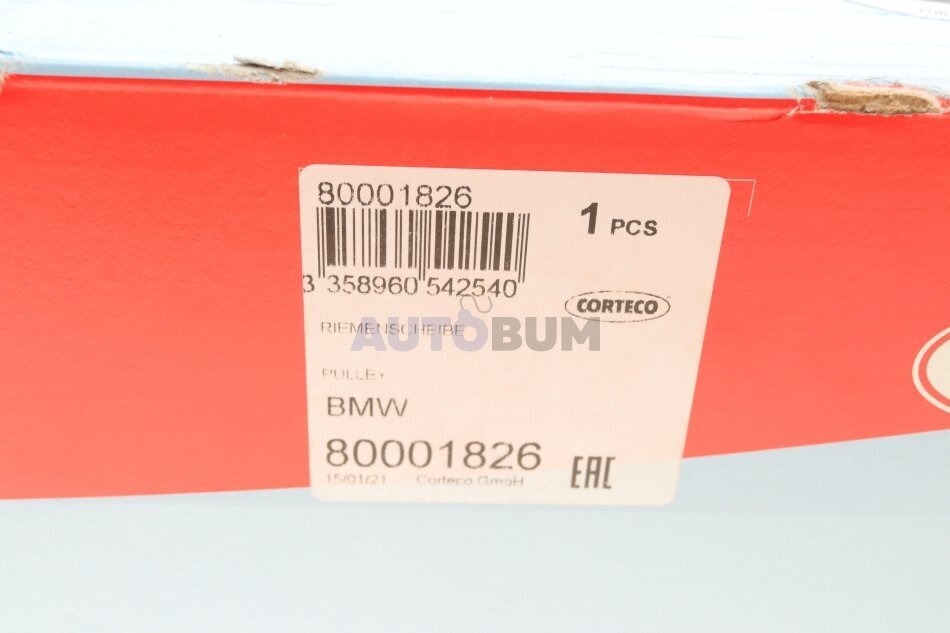 80001826
1 PCS
3 358960 542540
CORTECO
RIEMENSCHEIBE
AUTOBUM
PULLEY
BMW
80001826
15/01/21 Corteco GmbH
EAC